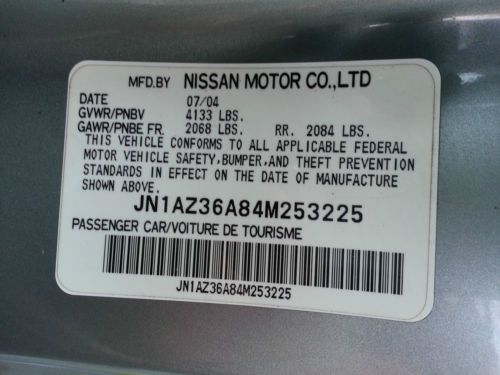 MFD.BY NISSAN MOTOR CO.,LTD
DATE 07/04
GVWR/PNBV 4133 LBS.
GAWR/PNBE FR. 2068 LBS. RR. 2084 LBS.
THIS VEHICLE CONFORMS TO ALL APPLICABLE FEDERAL
MOTOR VEHICLE SAFETY,BUMPER,AND THEFT PREVENTION
STANDARDS IN EFFECT ON THE DATE OF MANUFACTURE
SHOWN ABOVE.
JN1AZ36A84M253225
PASSENGER CAR/VOITURE DE TOURISME
JN1AZ36A84M253225